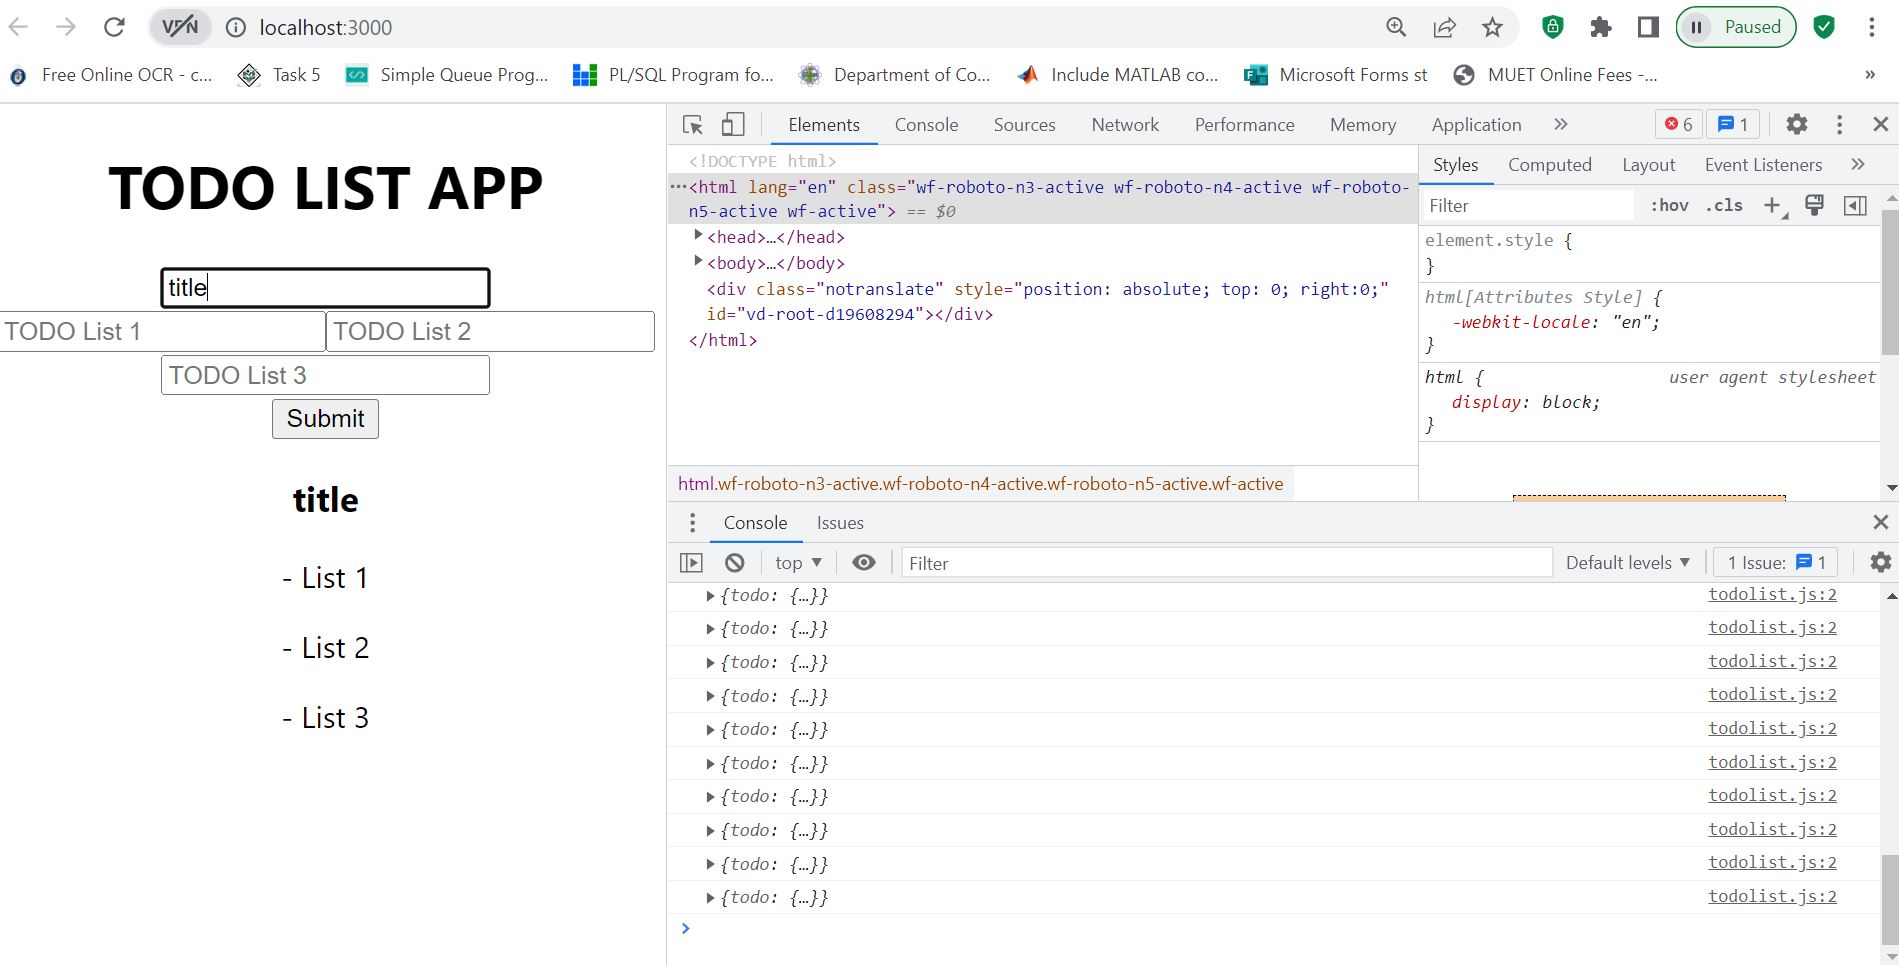 VPN localhost:3000 Paused
Free Online OCR - c... Task 5 Simple Queue Prog... PL/SQL Program fo... Department of Co... Include MATLAB co... Microsoft Forms st MUET Online Fees -... »
TODO LIST APP
title
TODO List 1 TODO List 2
TODO List 3
Submit
title
- List 1
- List 2
- List 3
Elements Console Sources Network Performance Memory Application » 6 1
<!DOCTYPE html>
<html lang="en" class="wf-roboto-n3-active wf-roboto-n4-active wf-roboto-
n5-active wf-active"> == $0
<head>…</head>
<body>…</body>
<div class="notranslate" style="position: absolute; top: 0; right:0;"
id="vd-root-d19608294"></div>
</html>
html.wf-roboto-n3-active.wf-roboto-n4-active.wf-roboto-n5-active.wf-active
Styles Computed Layout Event Listeners »
Filter :hov .cls +
element.style {
}
html[Attributes Style] {
-webkit-locale: "en";
}
html { user agent stylesheet
display: block;
}
Console Issues
top Filter Default levels 1 Issue: 1
{todo: {…}} todolist.js:2
{todo: {…}} todolist.js:2
{todo: {…}} todolist.js:2
{todo: {…}} todolist.js:2
{todo: {…}} todolist.js:2
{todo: {…}} todolist.js:2
{todo: {…}} todolist.js:2
{todo: {…}} todolist.js:2
{todo: {…}} todolist.js:2
{todo: {…}} todolist.js:2